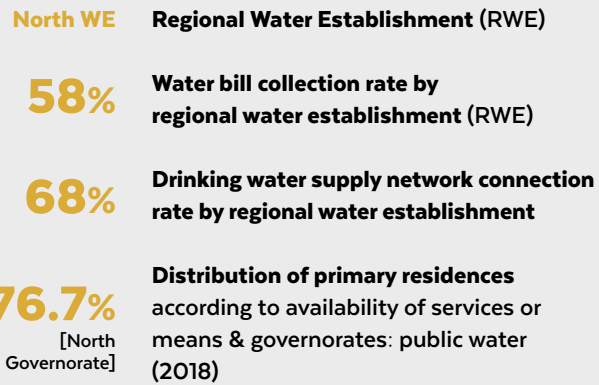 North WE Regional Water Establishment (RWE)
58% Water bill collection rate by
regional water establishment (RWE)
68% Drinking water supply network connection
rate by regional water establishment
76.7% Distribution of primary residences
[North according to availability of services or
Governorate] means & governorates: public water
(2018)